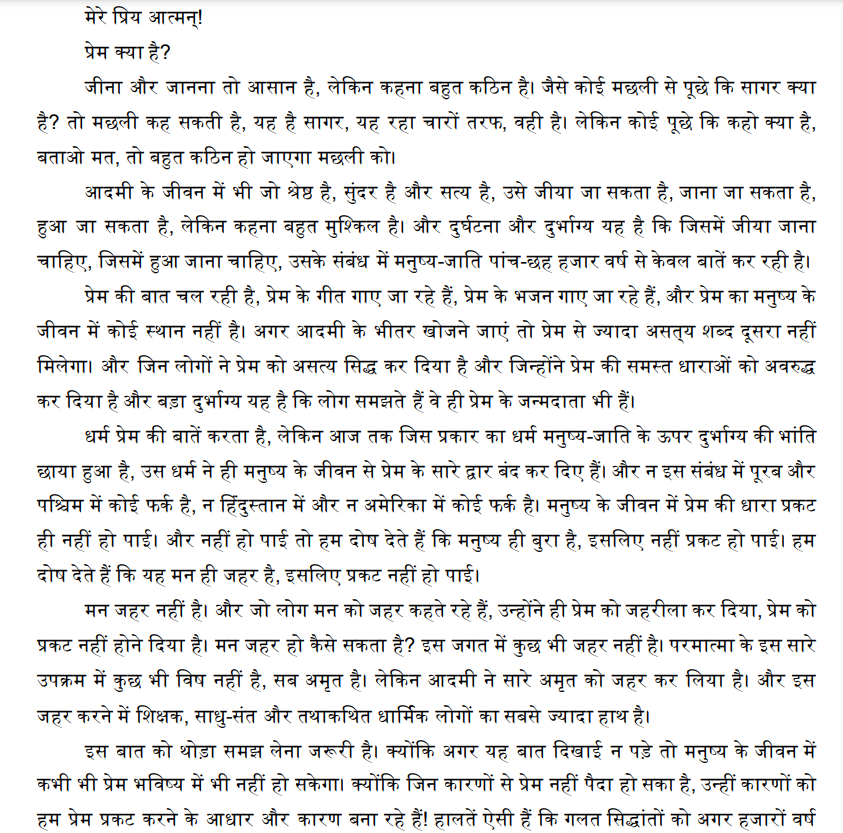 मेरे प्रिय आत्मन्!
प्रेम क्या है?
जीना और जानना तो आसान है, लेकिन कहना बहुत कठिन है। जैसे कोई मछली से पूछे कि सागर क्या
है? तो मछली कह सकती है, यह है सागर, यह रहा चारों तरफ, वही है। लेकिन कोई पूछे कि कहो क्या है,
बताओ मत, तो बहुत कठिन हो जाएगा मछली को।
आदमी के जीवन में भी जो श्रेष्ठ है, सुंदर है और सत्य है, उसे जीया जा सकता है, जाना जा सकता है,
हुआ जा सकता है, लेकिन कहना बहुत मुश्किल है। और दुर्घटना और दुर्भाग्य यह है कि जिसमें जीया जाना
चाहिए, जिसमें हुआ जाना चाहिए, उसके संबंध में मनुष्य-जाति पांच-छह हजार वर्ष से केवल बातें कर रही है।
प्रेम की बात चल रही है, प्रेम के गीत गाए जा रहे हैं, प्रेम के भजन गाए जा रहे हैं, और प्रेम का मनुष्य के
जीवन में कोई स्थान नहीं है। अगर आदमी के भीतर खोजने जाएं तो प्रेम से ज्यादा असत्य शब्द दूसरा नहीं
मिलेगा। और जिन लोगों ने प्रेम को असत्य सिद्ध कर दिया है और जिन्होंने प्रेम की समस्त धाराओं को अवरुद्ध
कर दिया है और बड़ा दुर्भाग्य यह है कि लोग समझते हैं वे ही प्रेम के जन्मदाता भी हैं।
धर्म प्रेम की बातें करता है, लेकिन आज तक जिस प्रकार का धर्म मनुष्य-जाति के ऊपर दुर्भाग्य की भांति
छाया हुआ है, उस धर्म ने ही मनुष्य के जीवन से प्रेम के सारे द्वार बंद कर दिए हैं। और न इस संबंध में पूरब और
पश्चिम में कोई फर्क है, न हिंदुस्तान में और न अमेरिका में कोई फर्क है। मनुष्य के जीवन में प्रेम की धारा प्रकट
ही नहीं हो पाई। और नहीं हो पाई तो हम दोष देते हैं कि मनुष्य ही बुरा है, इसलिए नहीं प्रकट हो पाई। हम
दोष देते हैं कि यह मन ही जहर है, इसलिए प्रकट नहीं हो पाई।
मन जहर नहीं है। और जो लोग मन को जहर कहते रहे हैं, उन्होंने ही प्रेम को जहरीला कर दिया, प्रेम को
प्रकट नहीं होने दिया है। मन जहर हो कैसे सकता है? इस जगत में कुछ भी जहर नहीं है। परमात्मा के इस सारे
उपक्रम में कुछ भी विष नहीं है, सब अमृत है। लेकिन आदमी ने सारे अमृत को जहर कर लिया है। और इस
जहर करने में शिक्षक, साधु-संत और तथाकथित धार्मिक लोगों का सबसे ज्यादा हाथ है।
इस बात को थोड़ा समझ लेना जरूरी है। क्योंकि अगर यह बात दिखाई न पड़े तो मनुष्य के जीवन में
कभी भी प्रेम भविष्य में भी नहीं हो सकेगा। क्योंकि जिन कारणों से प्रेम नहीं पैदा हो सका है, उन्हीं कारणों को
हम प्रेम प्रकट करने के आधार और कारण बना रहे हैं! हालतें ऐसी हैं कि गलत सिद्धांतों को अगर हजारों वर्ष